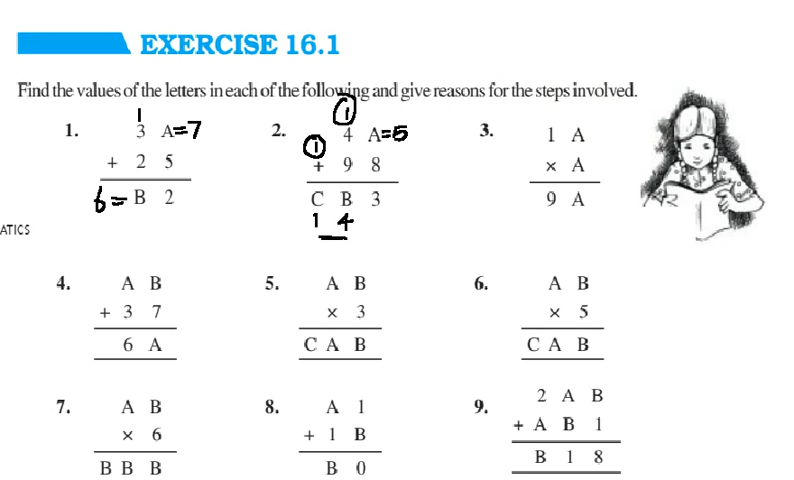 EXERCISE 16.1
Find the values of the letters in each of the following and give reasons for the steps involved.
1
1. 3 A=7
+ 2 5
6= B 2
1
2. 4 A=5
1
+ 9 8
C B 3
1 4
3. 1 A
× A
9 A
ATICS
4. A B
+ 3 7
6 A
5. A B
× 3
C A B
6. A B
× 5
C A B
7. A B
× 6
B B B
8. A 1
+ 1 B
B 0
9. 2 A B
+ A B 1
B 1 8